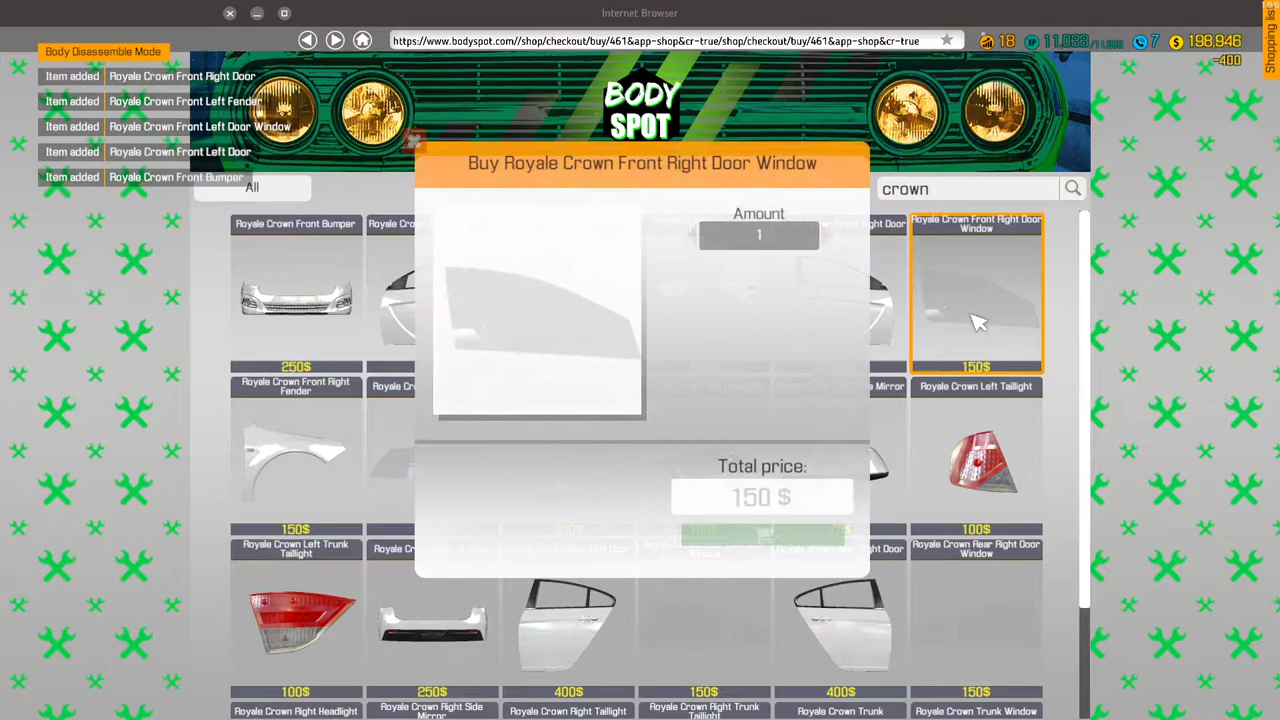 Internet Browser
https://www.bodyspot.com//shop/checkout/buy/461&app-shop&cr-true/shop/checkout/buy/461&app-shop&cr-true
18
7
198,946
-400
Shopping list
Body Disassemble Mode
Item added Royale Crown Front Right Door
Item added Royale Crown Front Left Fender
Item added Royale Crown Front Left Door Window
Item added Royale Crown Front Left Door
Item added Royale Crown Front Bumper
BODY
SPOT
All
crown
Buy Royale Crown Front Right Door Window
Amount
1
Total price:
150 $
Royale Crown Front Bumper
250$
Royale Crown Front Right Door
Window
150$
Royale Crown Front Right
Fender
150$
Royale Crown Left Taillight
100$
Royale Crown Left Trunk
Taillight
100$
250$
400$
150$
400$
Royale Crown Rear Right Door
Window
150$
Royale Crown Right Headlight
Royale Crown Right Side
Mirror
Royale Crown Right Taillight
Royale Crown Right Trunk
Taillight
Royale Crown Trunk
Royale Crown Trunk Window